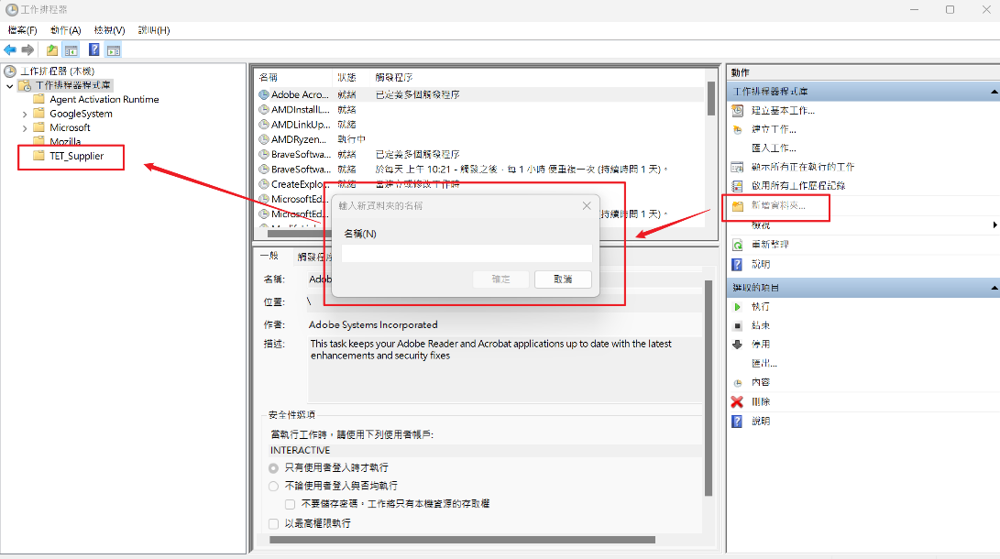 工作排程器
檔案(F) 動作(A) 檢視(V) 說明(H)
工作排程器 (本機)
工作排程器程式庫
Agent Activation Runtime
GoogleSystem
Microsoft
Mozilla
TET_Supplier
名稱 狀態 觸發程序
Adobe Acro... 就緒 已定義多個觸發程序
AMDInstallL... 就緒
AMDLinkUp... 就緒
AMDRyzen... 執行中
BraveSoftwa... 就緒 已定義多個觸發程序
BraveSoftwa... 就緒 於每天 上午 10:21 - 觸發之後，每 1 小時 便重複一次 (持續時間 1 天)。
CreateExplo... 就緒 當建立或修改工作時
MicrosoftEd...
MicrosoftEd... 持續時間 1 天)。
輸入新資料夾的名稱
名稱(N)
確定 取消
一般 觸發程序
名稱: Adob
位置: \
作者: Adobe Systems Incorporated
描述: This task keeps your Adobe Reader and Acrobat applications up to date with the latest
enhancements and security fixes
安全性選項
當執行工作時，請使用下列使用者帳戶:
INTERACTIVE
只有使用者登入時才執行
不論使用者登入與否均執行
不要儲存密碼，工作將只有本機資源的存取權
以最高權限執行
動作
工作排程器程式庫
建立基本工作...
建立工作...
匯入工作...
顯示所有正在執行的工作
啟用所有工作歷程記錄
新增資料夾...
檢視
重新整理
說明
選取的項目
執行
結束
停用
匯出...
內容
刪除
說明